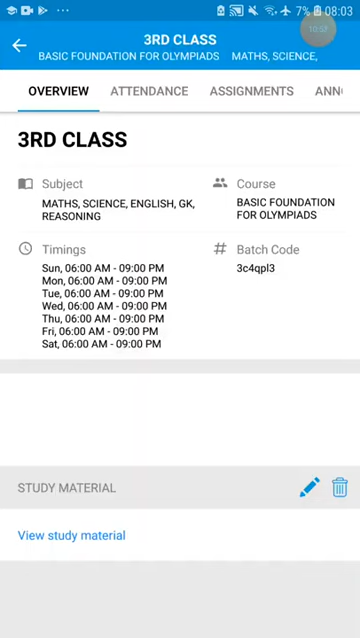 7% 08:03
10:57
3RD CLASS
BASIC FOUNDATION FOR OLYMPIADS MATHS, SCIENCE,
OVERVIEW ATTENDANCE ASSIGNMENTS ANN
3RD CLASS
Subject
MATHS, SCIENCE, ENGLISH, GK,
REASONING
Course
BASIC FOUNDATION
FOR OLYMPIADS
Timings
Sun, 06:00 AM - 09:00 PM
Mon, 06:00 AM - 09:00 PM
Tue, 06:00 AM - 09:00 PM
Wed, 06:00 AM - 09:00 PM
Thu, 06:00 AM - 09:00 PM
Fri, 06:00 AM - 09:00 PM
Sat, 06:00 AM - 09:00 PM
# Batch Code
3c4qpl3
STUDY MATERIAL
View study material